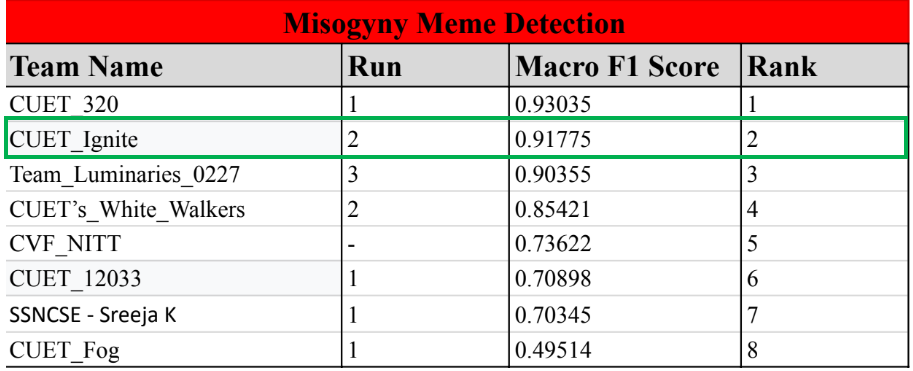 Misogyny Meme Detection
Team Name Run Macro F1 Score Rank
CUET_320 1 0.93035 1
CUET_Ignite 2 0.91775 2
Team_Luminaries_0227 3 0.90355 3
CUET’s_White_Walkers 2 0.85421 4
CVF_NITT - 0.73622 5
CUET_12033 1 0.70898 6
SSNCSE - Sreeja K 1 0.70345 7
CUET_Fog 1 0.49514 8